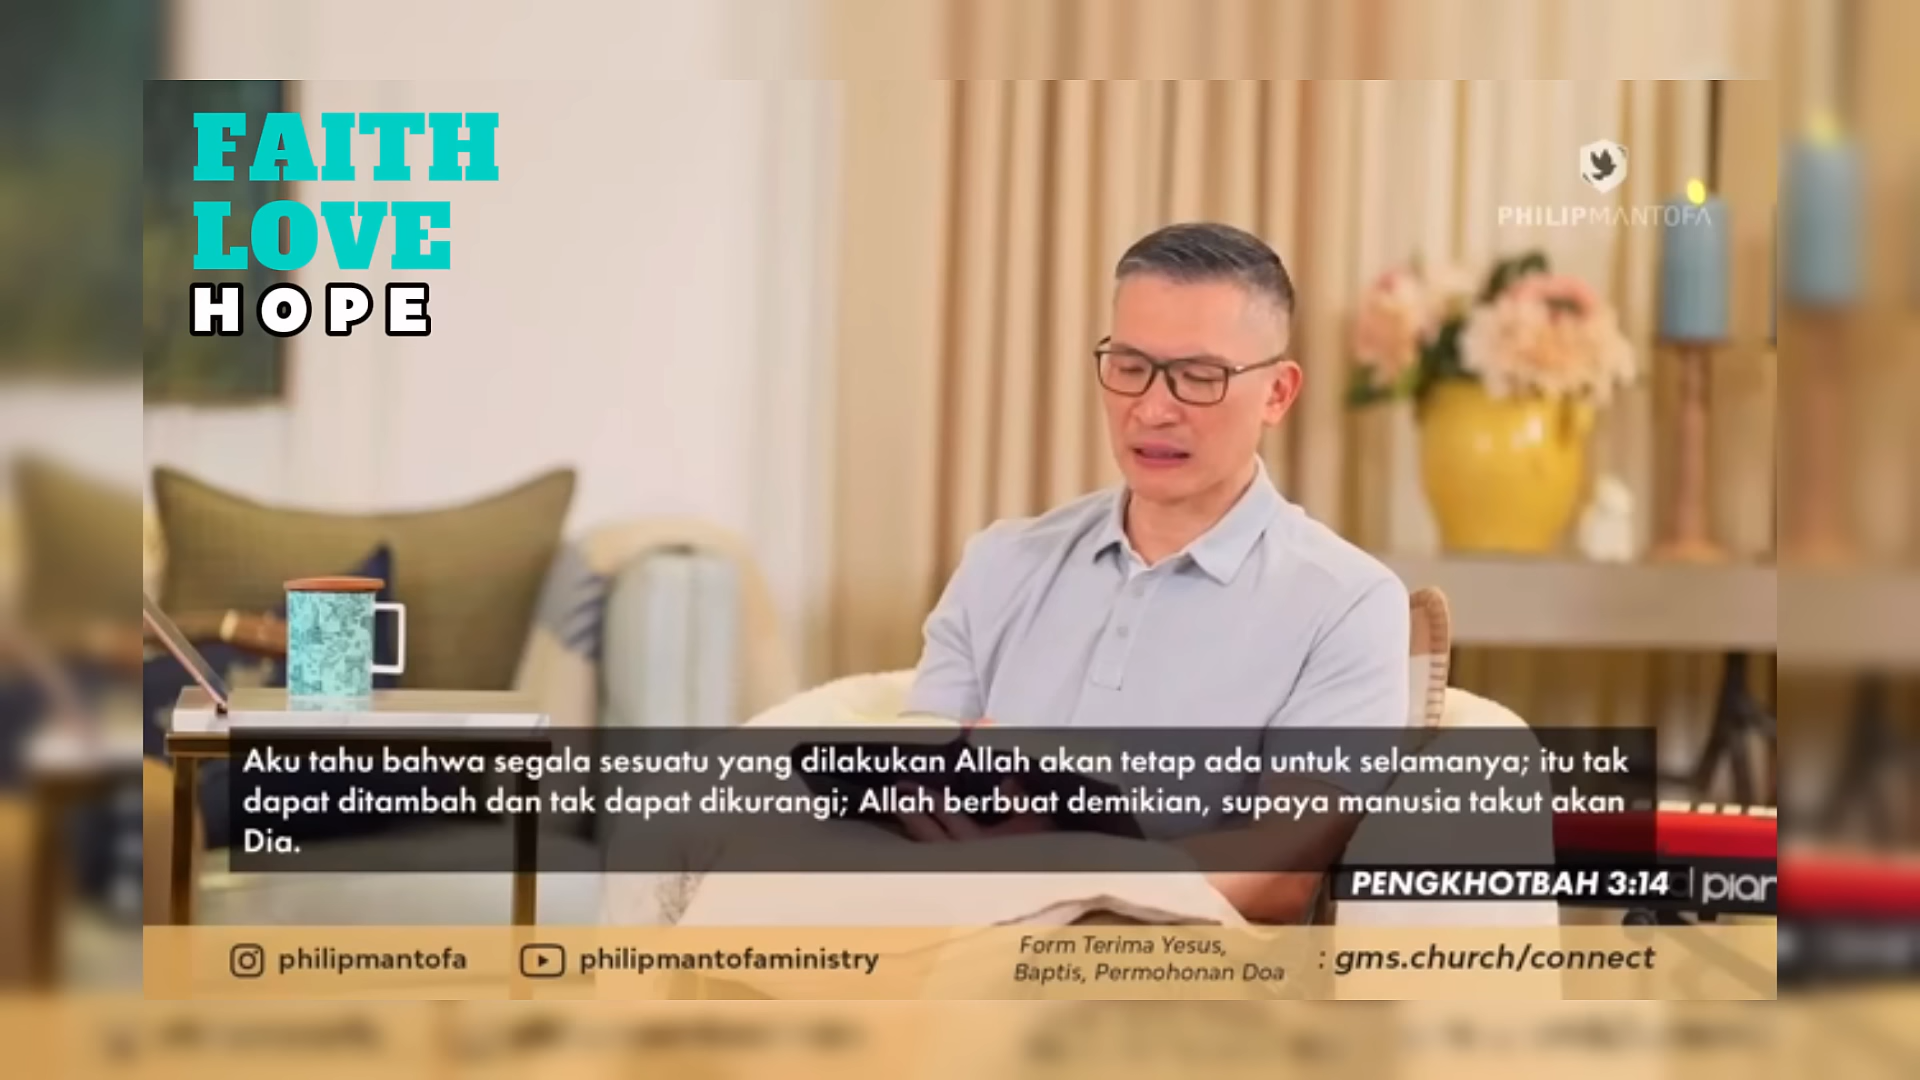 FAITH
LOVE
HOPE
PHILIPMANTOFA
Aku tahu bahwa segala sesuatu yang dilakukan Allah akan tetap ada untuk selamanya; itu tak
dapat ditambah dan tak dapat dikurangi; Allah berbuat demikian, supaya manusia takut akan
Dia.
PENGKHOTBAH 3:14
philipmantofa
philipmantofaministry
Form Terima Yesus,
Baptis, Permohonan Doa
: gms.church/connect